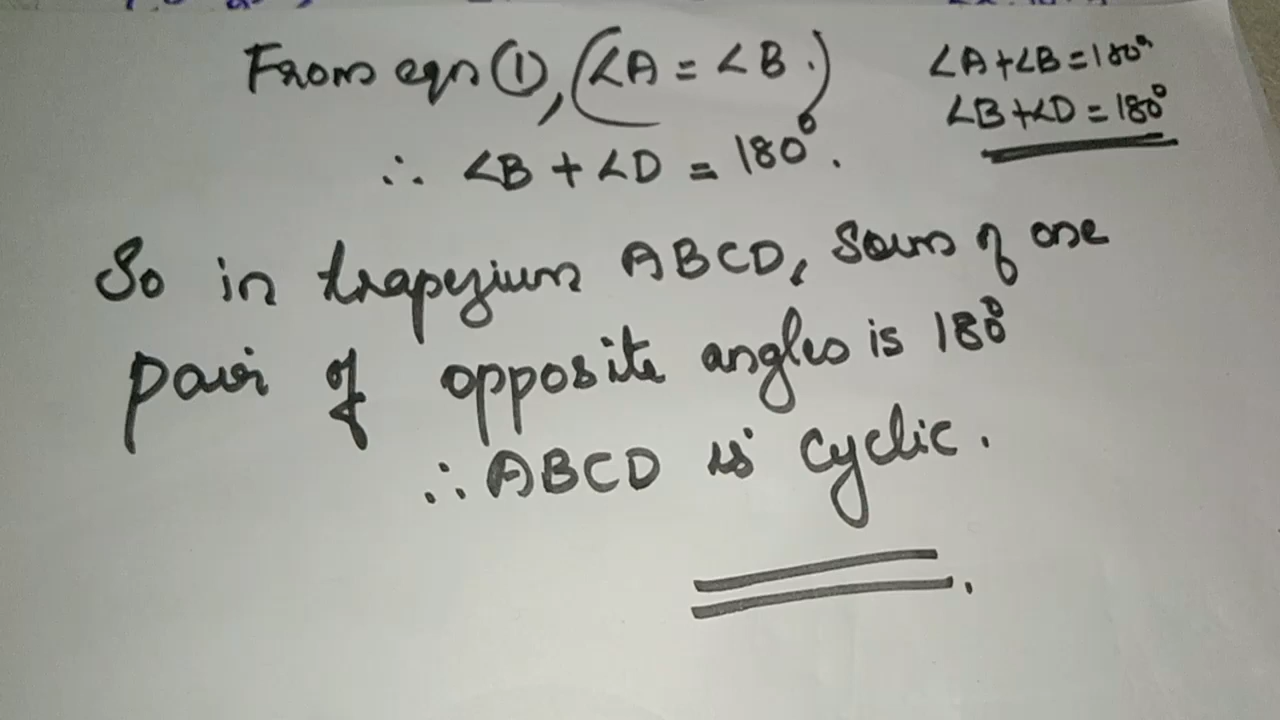 From eqn ①, (∠A = ∠B.)
∠A+∠B=180°
∠B+∠D=180°
∴ ∠B + ∠D = 180°.
So in trapezium ABCD, Sum of one
pair of opposite angles is 180°
∴ ABCD is cyclic.